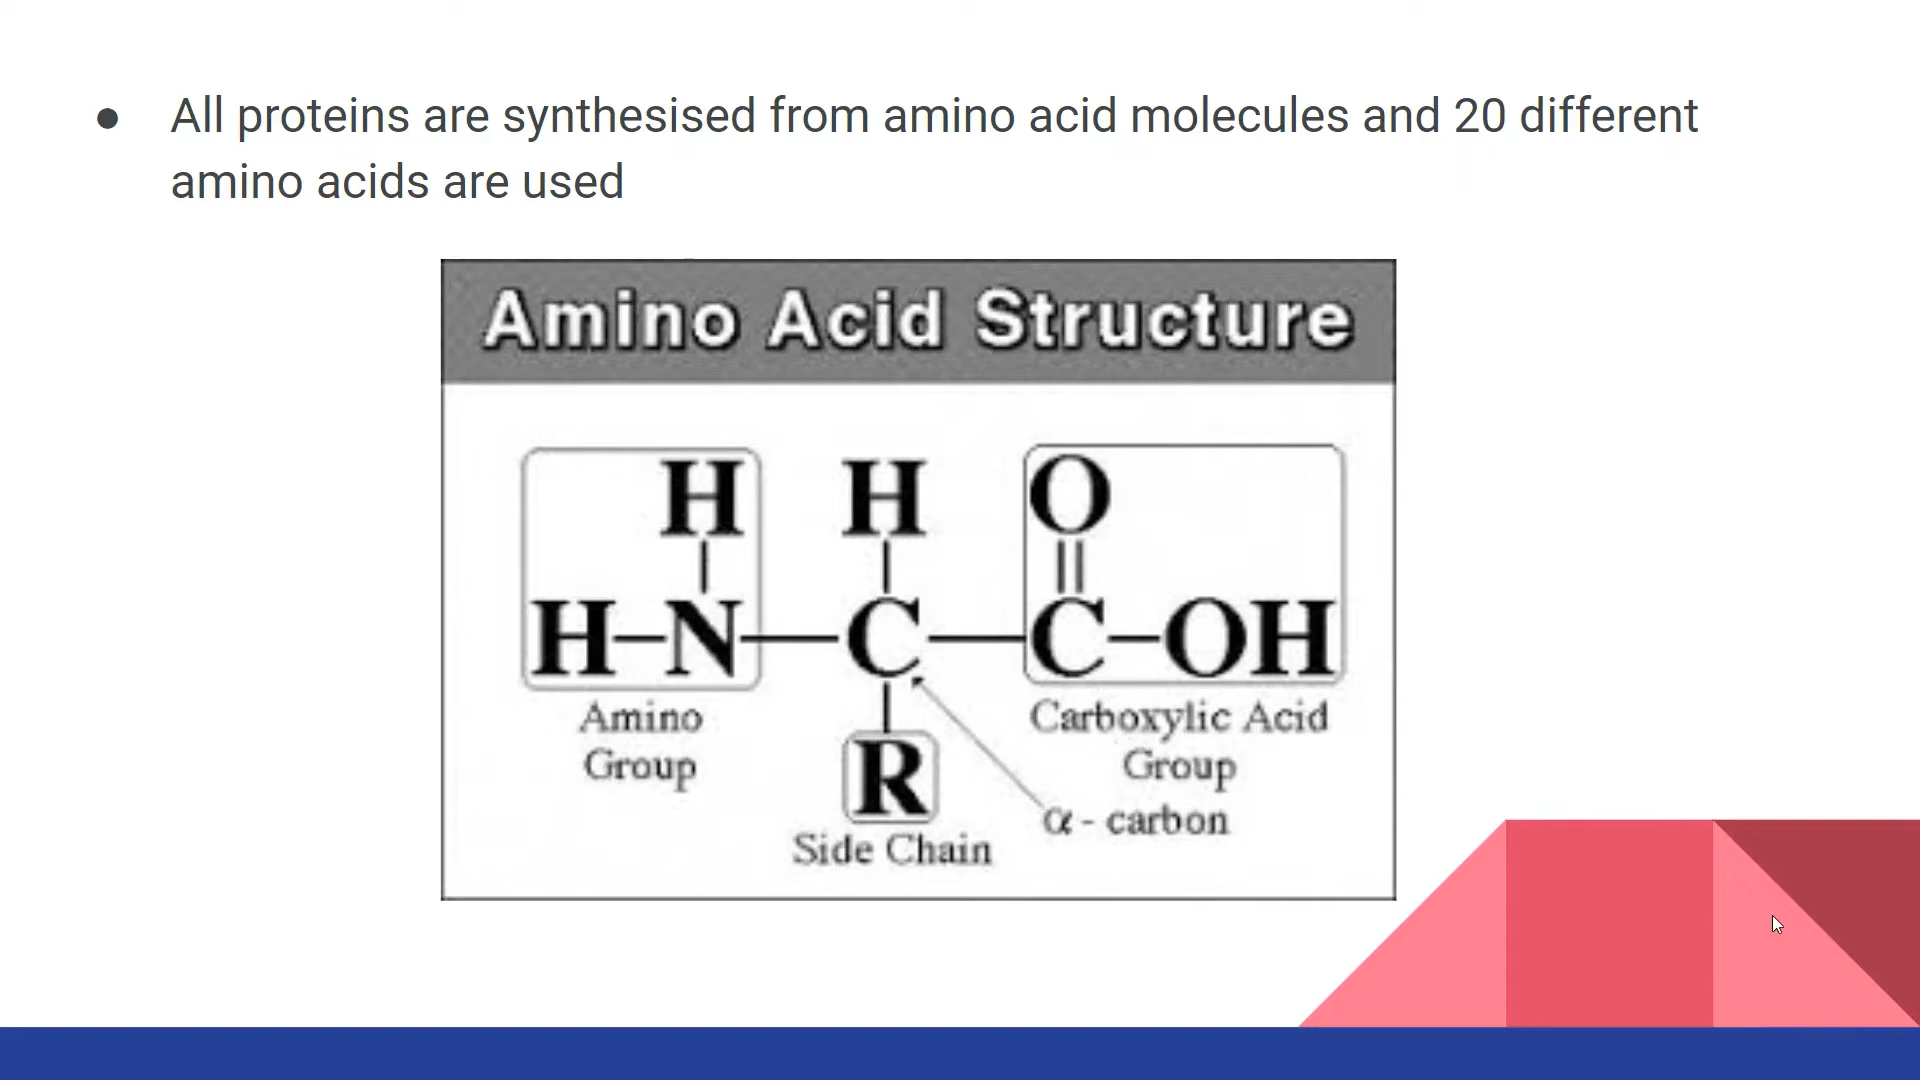 ● All proteins are synthesised from amino acid molecules and 20 different
amino acids are used
Amino Acid Structure
H H O
H–N–C–C–OH
Amino
Group
R
Side Chain
Carboxylic Acid
Group
α - carbon